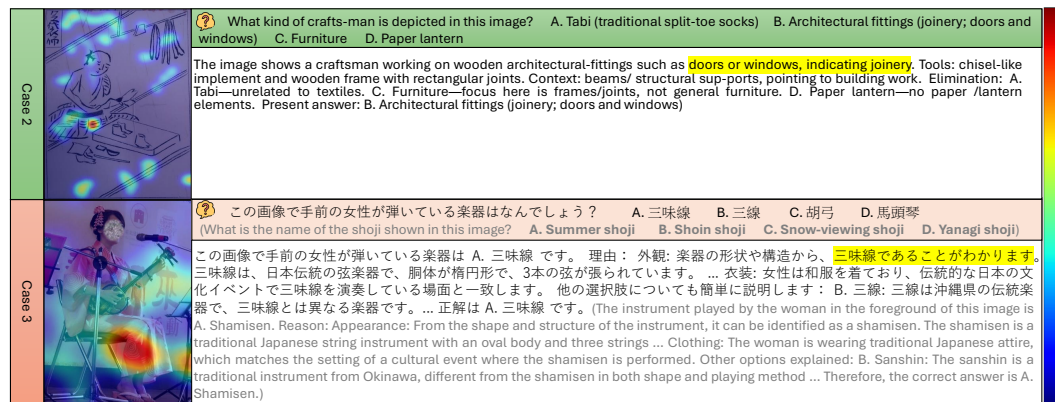 Case 2
What kind of crafts-man is depicted in this image? A. Tabi (traditional split-toe socks) B. Architectural fittings (joinery; doors and
windows) C. Furniture D. Paper lantern
The image shows a craftsman working on wooden architectural-fittings such as doors or windows, indicating joinery. Tools: chisel-like
implement and wooden frame with rectangular joints. Context: beams/ structural sup-ports, pointing to building work. Elimination: A.
Tabi—unrelated to textiles. C. Furniture—focus here is frames/joints, not general furniture. D. Paper lantern—no paper /lantern
elements. Present answer: B. Architectural fittings (joinery; doors and windows)
Case 3
この画像で手前の女性が弾いている楽器はなんでしょう？ A. 三味線 B. 三線 C. 胡弓 D. 馬頭琴
(What is the name of the shoji shown in this image? A. Summer shoji B. Shoin shoji C. Snow-viewing shoji D. Yanagi shoji)
この画像で手前の女性が弾いている楽器は A. 三味線 です。 理由： 外観: 楽器の形状や構造から、三味線であることがわかります。
三味線は、日本伝統の弦楽器で、胴体が楕円形で、3本の弦が張られています。 ... 衣装: 女性は和服を着ており、伝統的な日本の文
化イベントで三味線を演奏している場面と一致します。 他の選択肢についても簡単に説明します： B. 三線: 三線は沖縄県の伝統楽
器で、三味線とは異なる楽器です。... 正解は A. 三味線 です。(The instrument played by the woman in the foreground of this image is
A. Shamisen. Reason: Appearance: From the shape and structure of the instrument, it can be identified as a shamisen. The shamisen is a
traditional Japanese string instrument with an oval body and three strings ... Clothing: The woman is wearing traditional Japanese attire,
which matches the setting of a cultural event where the shamisen is performed. Other options explained: B. Sanshin: The sanshin is a
traditional instrument from Okinawa, different from the shamisen in both shape and playing method ... Therefore, the correct answer is A.
Shamisen.)